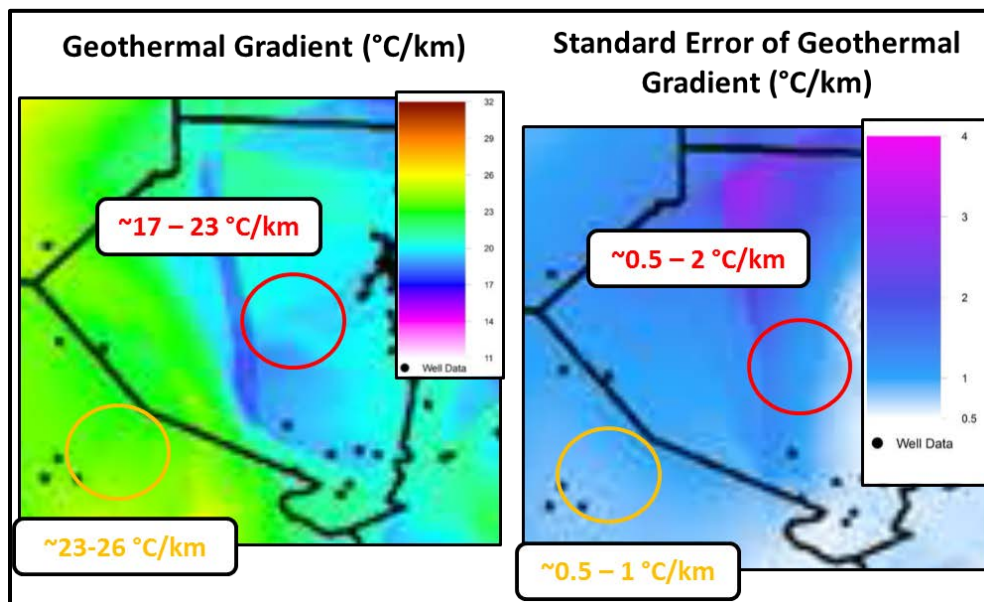 Geothermal Gradient (°C/km)
32
29
26
23
20
17
14
11
Well Data
~17 – 23 °C/km
~23-26 °C/km
Standard Error of Geothermal
Gradient (°C/km)
4
3
2
1
0.5
Well Data
~0.5 – 2 °C/km
~0.5 – 1 °C/km